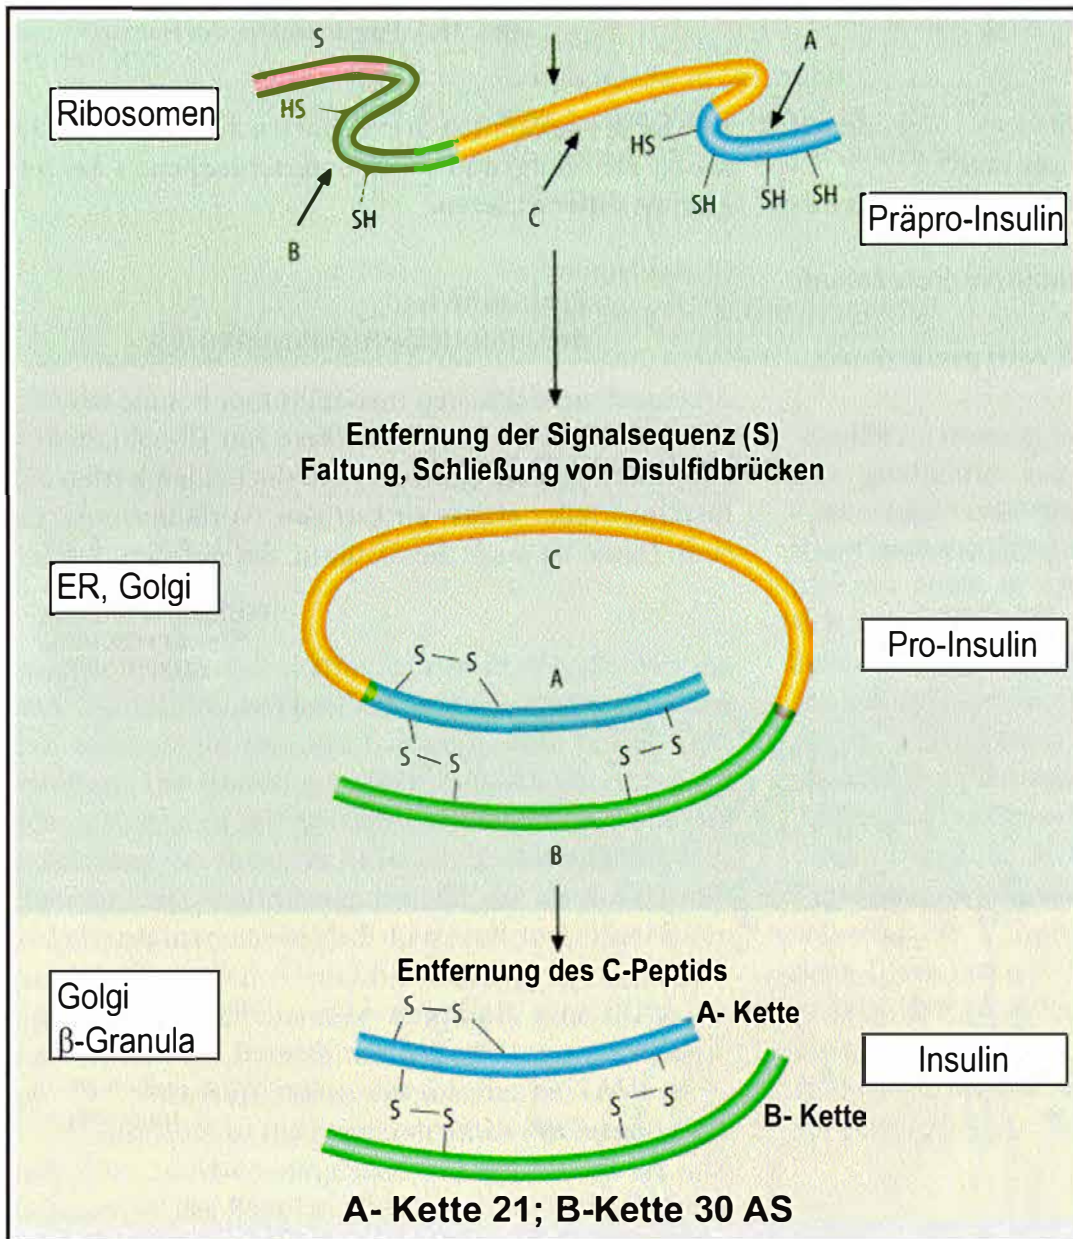 S
A
Ribosomen
HS
HS
SH
SH
SH
SH
B
C
Präpro-Insulin
Entfernung der Signalsequenz (S)
Faltung, Schließung von Disulfidbrücken
C
ER, Golgi
Pro-Insulin
S
S
A
S
S
S
S
B
Entfernung des C-Peptids
Golgi
β-Granula
S
S
A- Kette
Insulin
S
S
S
S
B- Kette
A- Kette 21; B-Kette 30 AS